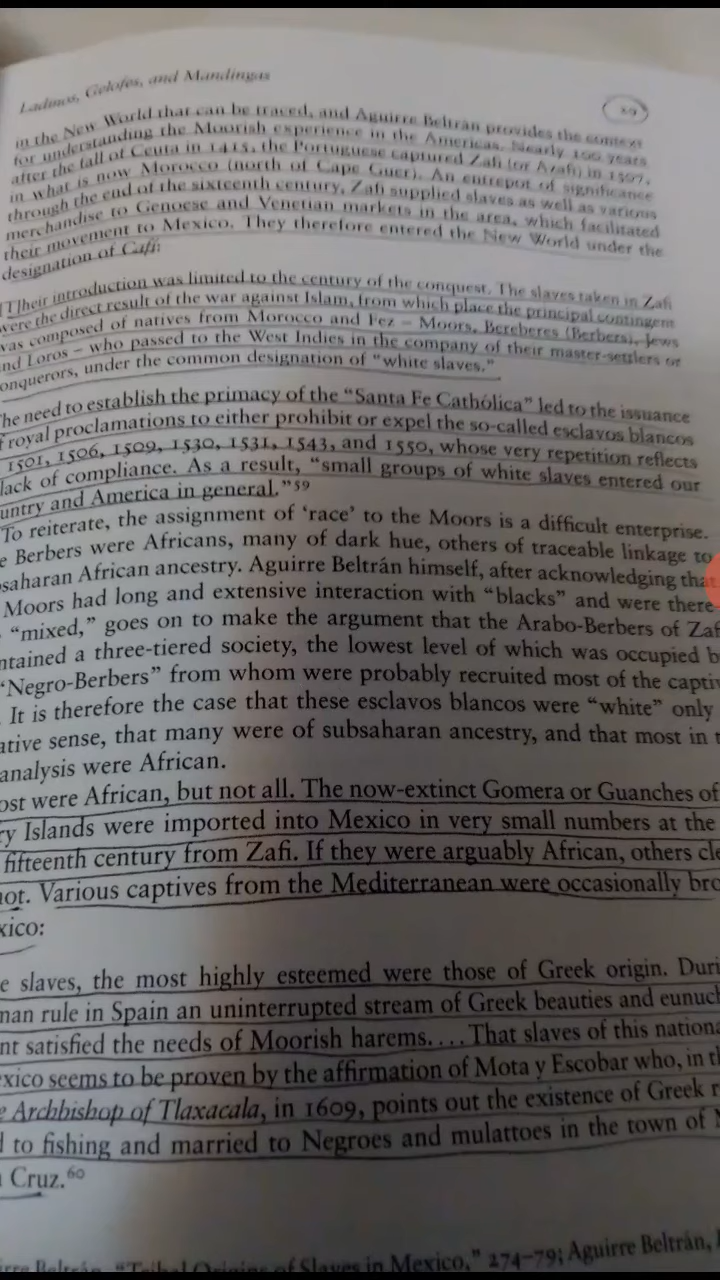 Ladinos, Gelofes, and Mandingas
in the New World that can be traced, and Aguirre Beltrán provides the context
for understanding the Moorish experience in the Americas. Nearly 100 years
after the fall of Ceuta in 1415, the Portuguese captured Zafi (or Azafi) in 1507,
in what is now Morocco (north of Cape Guer). An entrepot of significance
through the end of the sixteenth century, Zafi supplied slaves as well as various
merchandise to Genoese and Venetian markets in the area, which facilitated
their movement to Mexico. They therefore entered the New World under the
designation of Cafi:
[T]heir introduction was limited to the century of the conquest. The slaves taken in Zafi
were the direct result of the war against Islam, from which place the principal contingent
was composed of natives from Morocco and Fez – Moors, Bereberes (Berbers), Jews
nd Loros – who passed to the West Indies in the company of their master-settlers or
onquerors, under the common designation of "white slaves."
he need to establish the primacy of the "Santa Fe Cathólica" led to the issuance
f royal proclamations to either prohibit or expel the so-called esclavos blancos
1501, 1506, 1509, 1530, 1531, 1543, and 1550, whose very repetition reflects
lack of compliance. As a result, "small groups of white slaves entered our
untry and America in general."59
To reiterate, the assignment of 'race' to the Moors is a difficult enterprise.
e Berbers were Africans, many of dark hue, others of traceable linkage to
saharan African ancestry. Aguirre Beltrán himself, after acknowledging that
Moors had long and extensive interaction with "blacks" and were there
"mixed," goes on to make the argument that the Arabo-Berbers of Zaf
ntained a three-tiered society, the lowest level of which was occupied b
"Negro-Berbers" from whom were probably recruited most of the captiv
. It is therefore the case that these esclavos blancos were "white" only
ative sense, that many were of subsaharan ancestry, and that most in t
analysis were African.
ost were African, but not all. The now-extinct Gomera or Guanches of
ry Islands were imported into Mexico in very small numbers at the
fifteenth century from Zafi. If they were arguably African, others cle
not. Various captives from the Mediterranean were occasionally bro
xico:
e slaves, the most highly esteemed were those of Greek origin. Duri
man rule in Spain an uninterrupted stream of Greek beauties and eunuch
nt satisfied the needs of Moorish harems. . . . That slaves of this nationa
exico seems to be proven by the affirmation of Mota y Escobar who, in th
e Archbishop of Tlaxacala, in 1609, points out the existence of Greek r
d to fishing and married to Negroes and mulattoes in the town of
Cruz.60
irre Beltrán, "Tribal Origins of Slaves in Mexico," 274–79; Aguirre Beltrán,